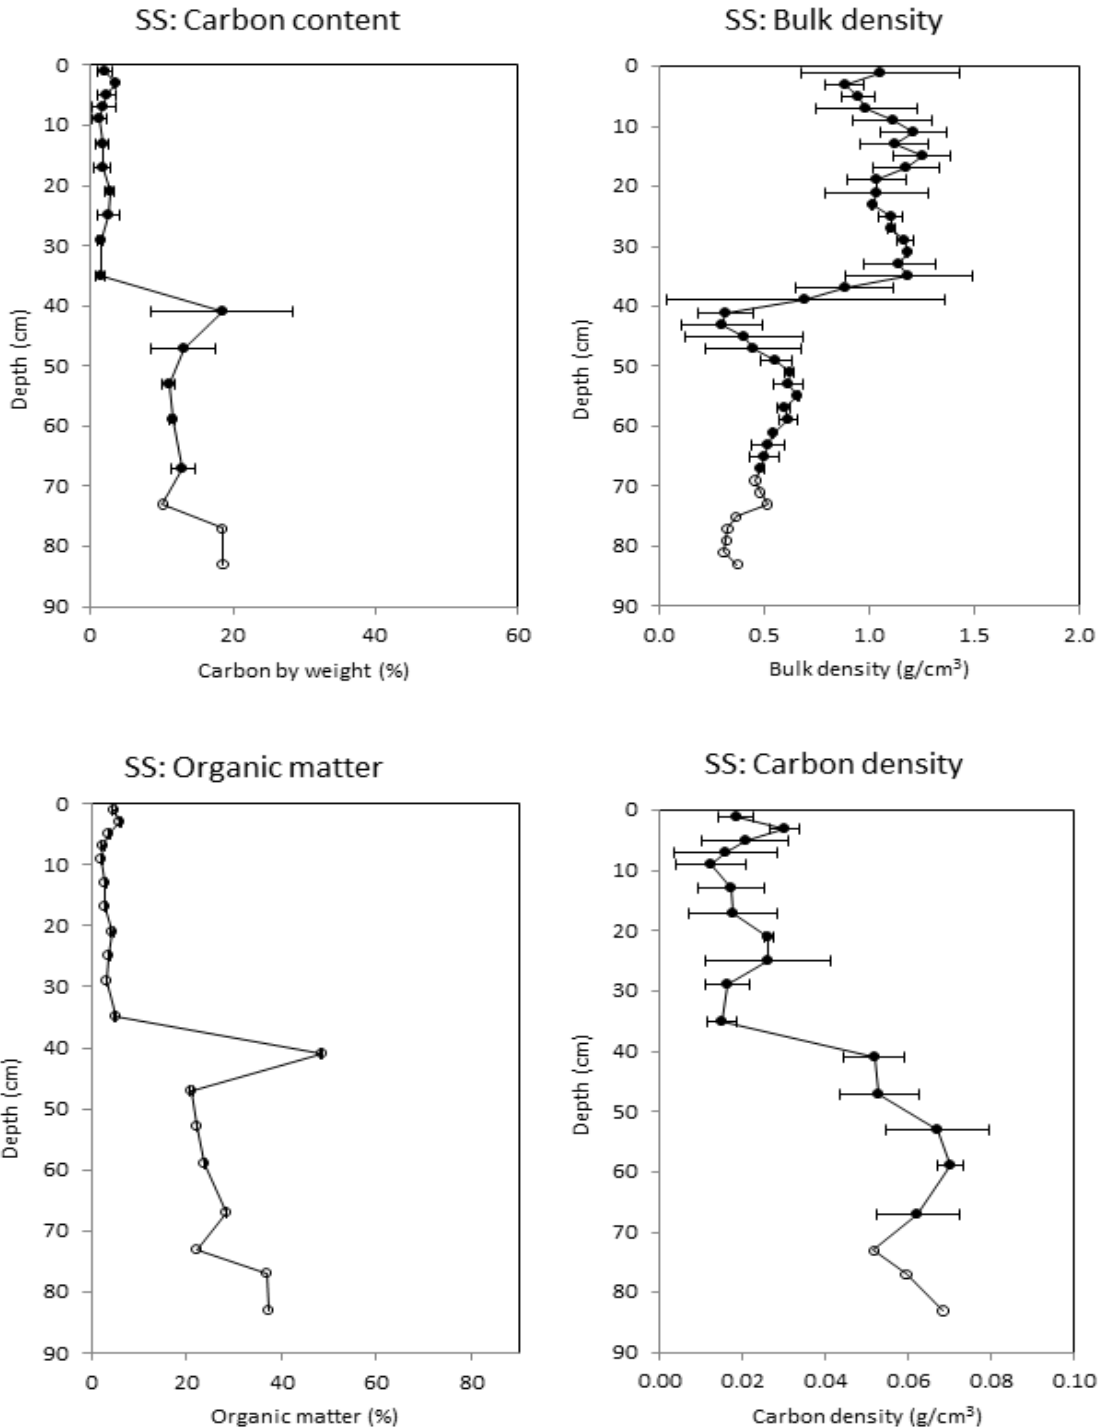 SS: Carbon content
0
10
20
30
40
50
60
70
80
90
Depth (cm)
0 20 40 60
Carbon by weight (%)
SS: Bulk density
0
10
20
30
40
50
60
70
80
90
Depth (cm)
0.0 0.5 1.0 1.5 2.0
Bulk density (g/cm³)
SS: Organic matter
0
10
20
30
40
50
60
70
80
90
Depth (cm)
0 20 40 60 80
Organic matter (%)
SS: Carbon density
0
10
20
30
40
50
60
70
80
90
Depth (cm)
0.00 0.02 0.04 0.06 0.08 0.10
Carbon density (g/cm³)